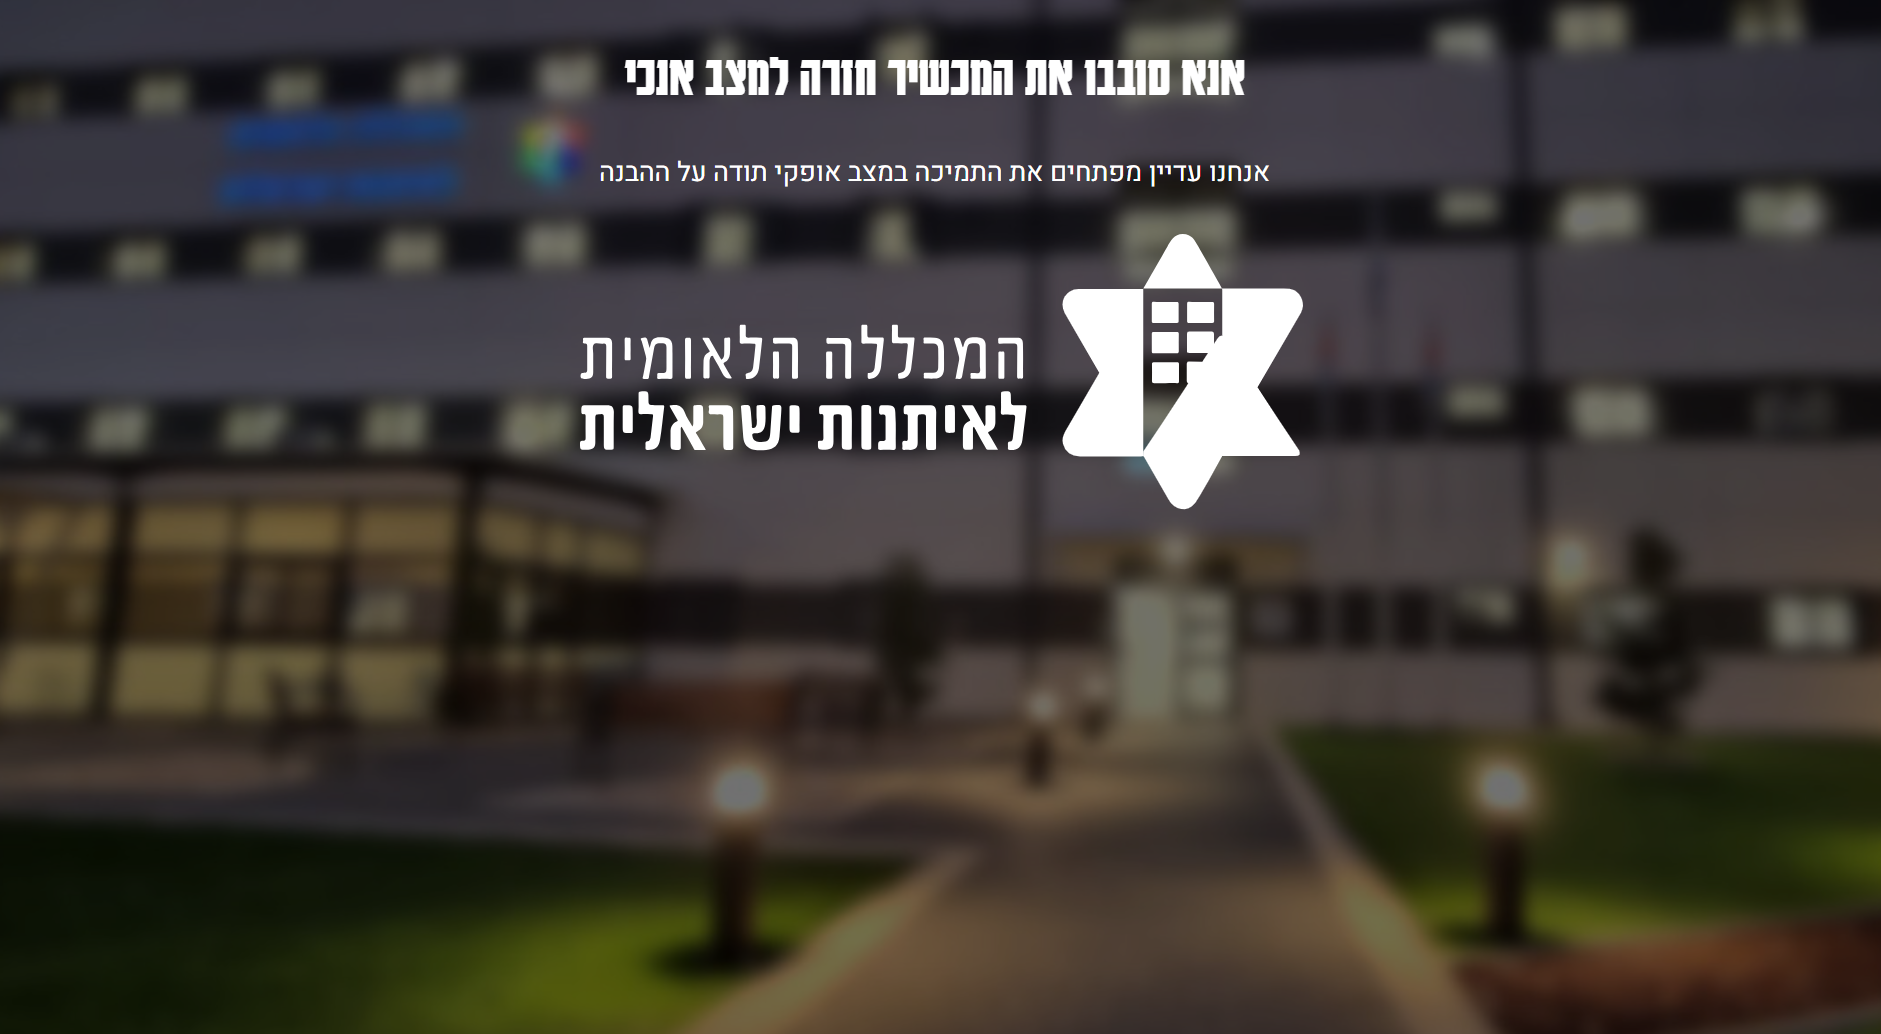 אנא סובבו את המכשיר חזרה למצב אנכי
אנחנו עדיין מפתחים את התמיכה במצב אופקי תודה על ההבנה
המכללה הלאומית
לאיתנות ישראלית